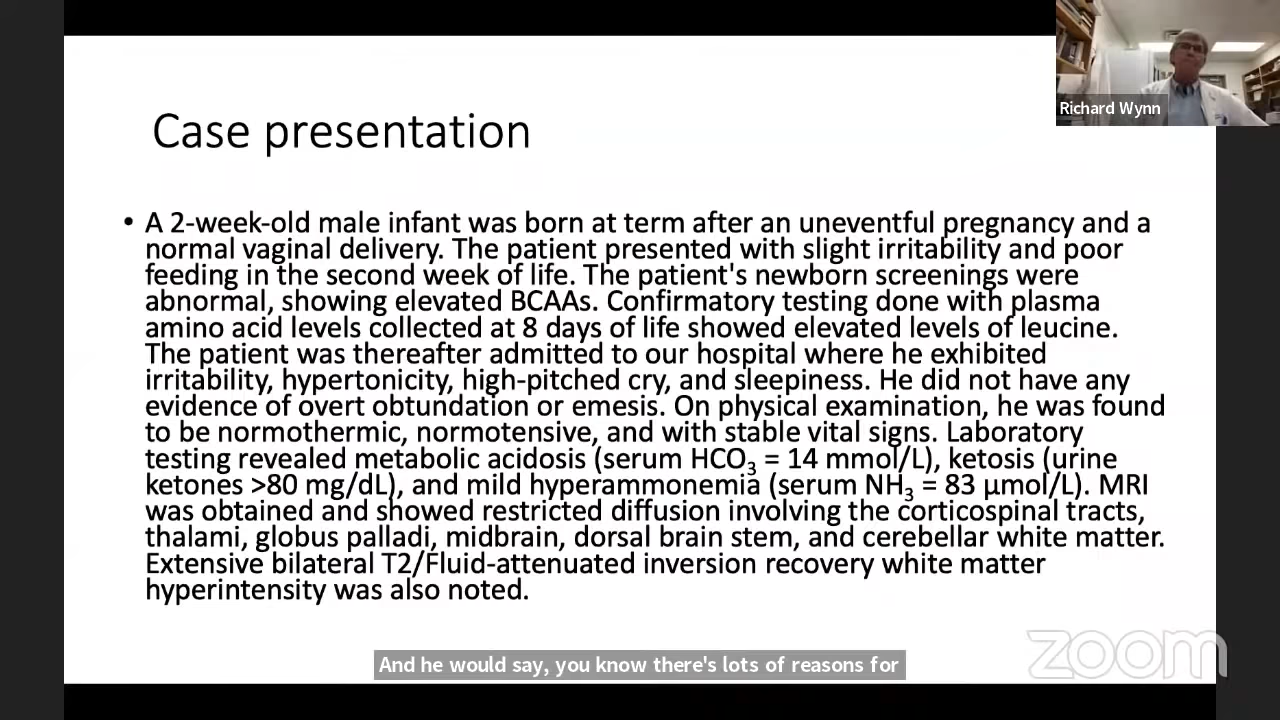 Richard Wynn
Case presentation
• A 2-week-old male infant was born at term after an uneventful pregnancy and a
normal vaginal delivery. The patient presented with slight irritability and poor
feeding in the second week of life. The patient's newborn screenings were
abnormal, showing elevated BCAAs. Confirmatory testing done with plasma
amino acid levels collected at 8 days of life showed elevated levels of leucine.
The patient was thereafter admitted to our hospital where he exhibited
irritability, hypertonicity, high-pitched cry, and sleepiness. He did not have any
evidence of overt obtundation or emesis. On physical examination, he was found
to be normothermic, normotensive, and with stable vital signs. Laboratory
testing revealed metabolic acidosis (serum HCO₃ = 14 mmol/L), ketosis (urine
ketones >80 mg/dL), and mild hyperammonemia (serum NH₃ = 83 μmol/L). MRI
was obtained and showed restricted diffusion involving the corticospinal tracts,
thalami, globus palladi, midbrain, dorsal brain stem, and cerebellar white matter.
Extensive bilateral T2/Fluid-attenuated inversion recovery white matter
hyperintensity was also noted.
And he would say, you know there's lots of reasons for
zoom